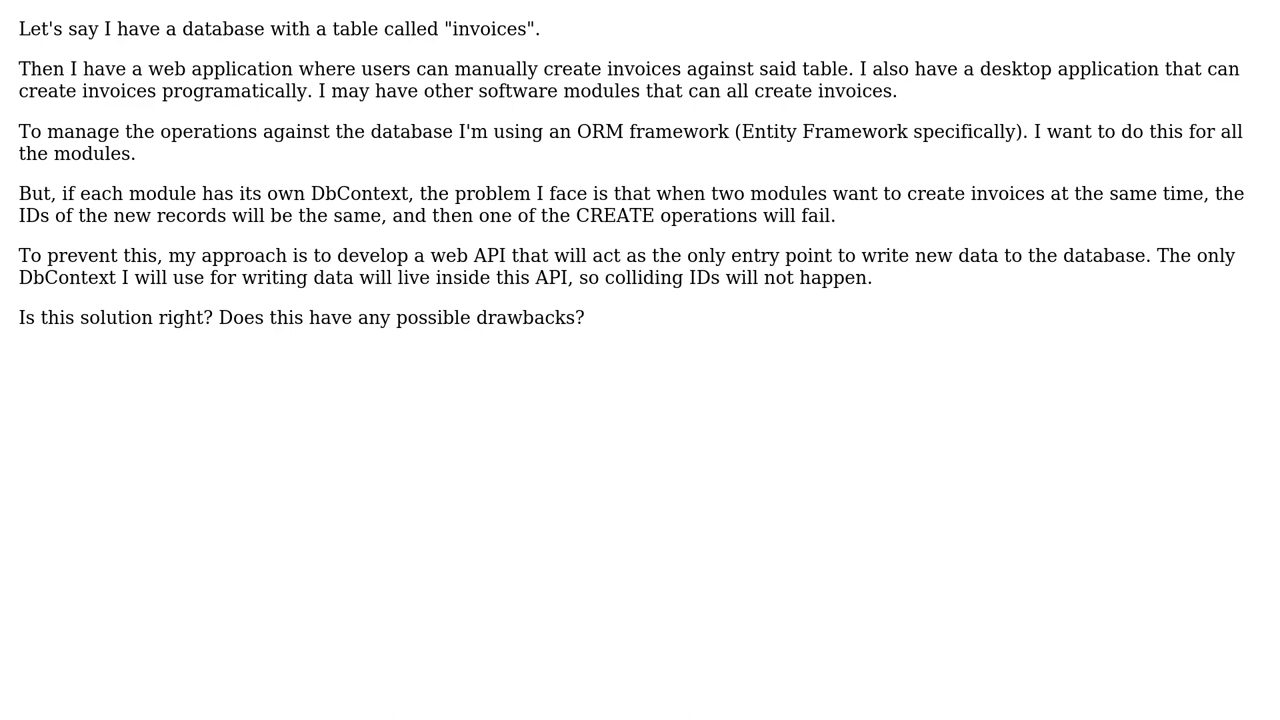 Let's say I have a database with a table called "invoices".
Then I have a web application where users can manually create invoices against said table. I also have a desktop application that can
create invoices programatically. I may have other software modules that can all create invoices.
To manage the operations against the database I'm using an ORM framework (Entity Framework specifically). I want to do this for all
the modules.
But, if each module has its own DbContext, the problem I face is that when two modules want to create invoices at the same time, the
IDs of the new records will be the same, and then one of the CREATE operations will fail.
To prevent this, my approach is to develop a web API that will act as the only entry point to write new data to the database. The only
DbContext I will use for writing data will live inside this API, so colliding IDs will not happen.
Is this solution right? Does this have any possible drawbacks?